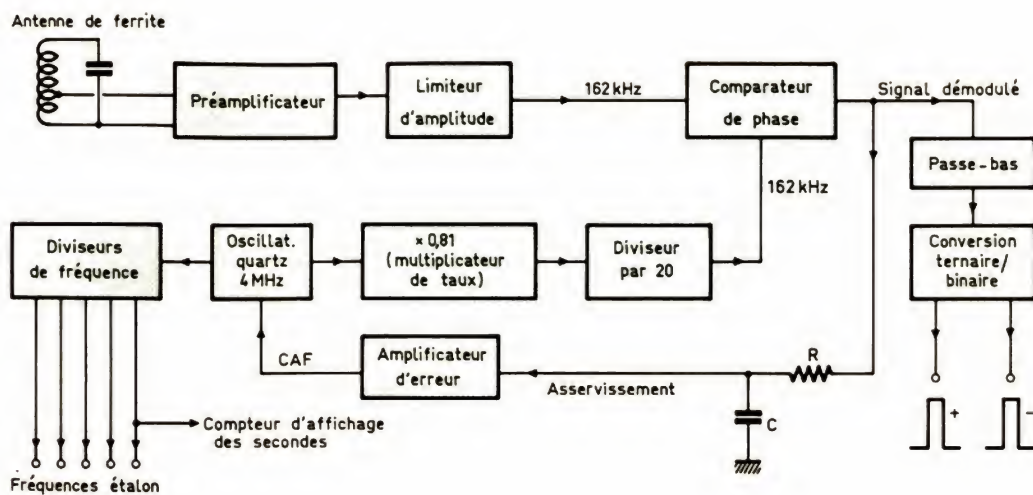 Antenne de ferrite
Préamplificateur
Limiteur
d'amplitude
162 kHz
Comparateur
de phase
Signal démodulé
Passe-bas
162 kHz
Diviseurs
de fréquence
Oscillat.
quartz
4 MHz
× 0,81
(multiplicateur
de taux)
Diviseur
par 20
Conversion
ternaire/
binaire
CAF
Amplificateur
d'erreur
Asservissement
R
C
+
-
Compteur d'affichage
des secondes
Fréquences étalon